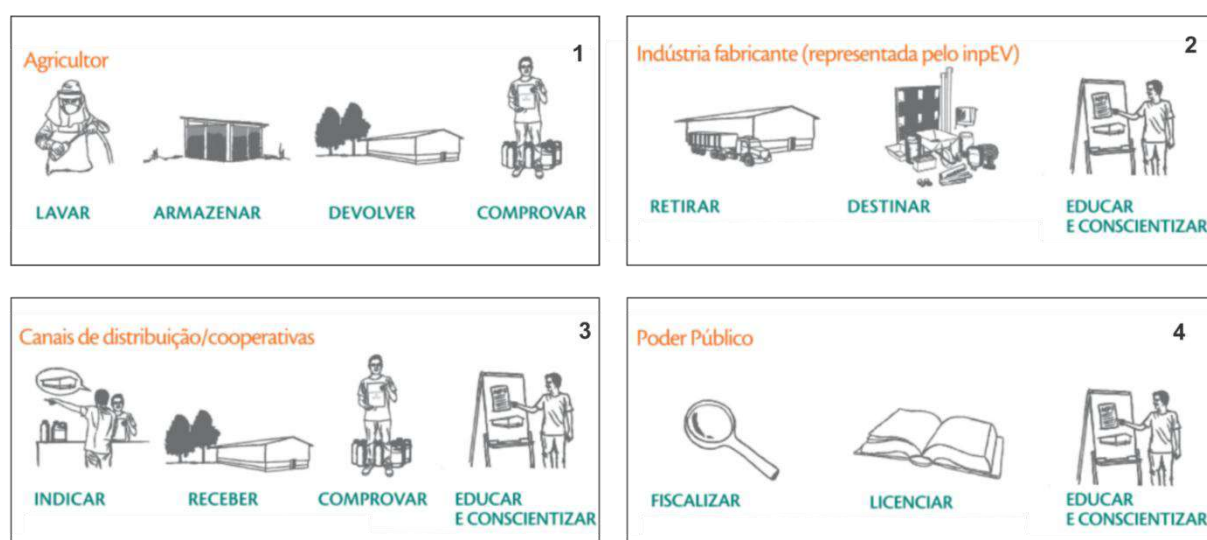 Agricultor
1
LAVAR
ARMAZENAR
DEVOLVER
COMPROVAR
Indústria fabricante (representada pelo inpEV)
2
RETIRAR
DESTINAR
EDUCAR
E CONSCIENTIZAR
Canais de distribuição/cooperativas
3
INDICAR
RECEBER
COMPROVAR
EDUCAR
E CONSCIENTIZAR
Poder Público
4
FISCALIZAR
LICENCIAR
EDUCAR
E CONSCIENTIZAR